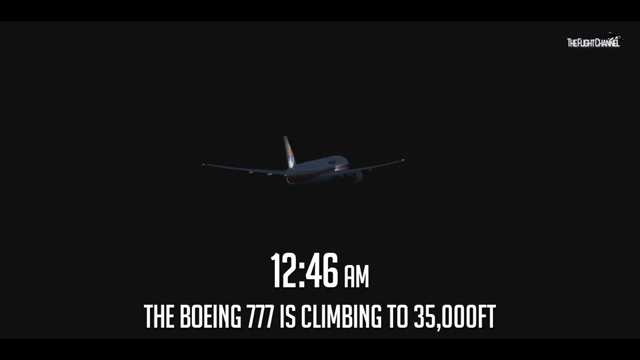 THEFLIGHTCHANNEL
12:46 AM
THE BOEING 777 IS CLIMBING TO 35,000FT